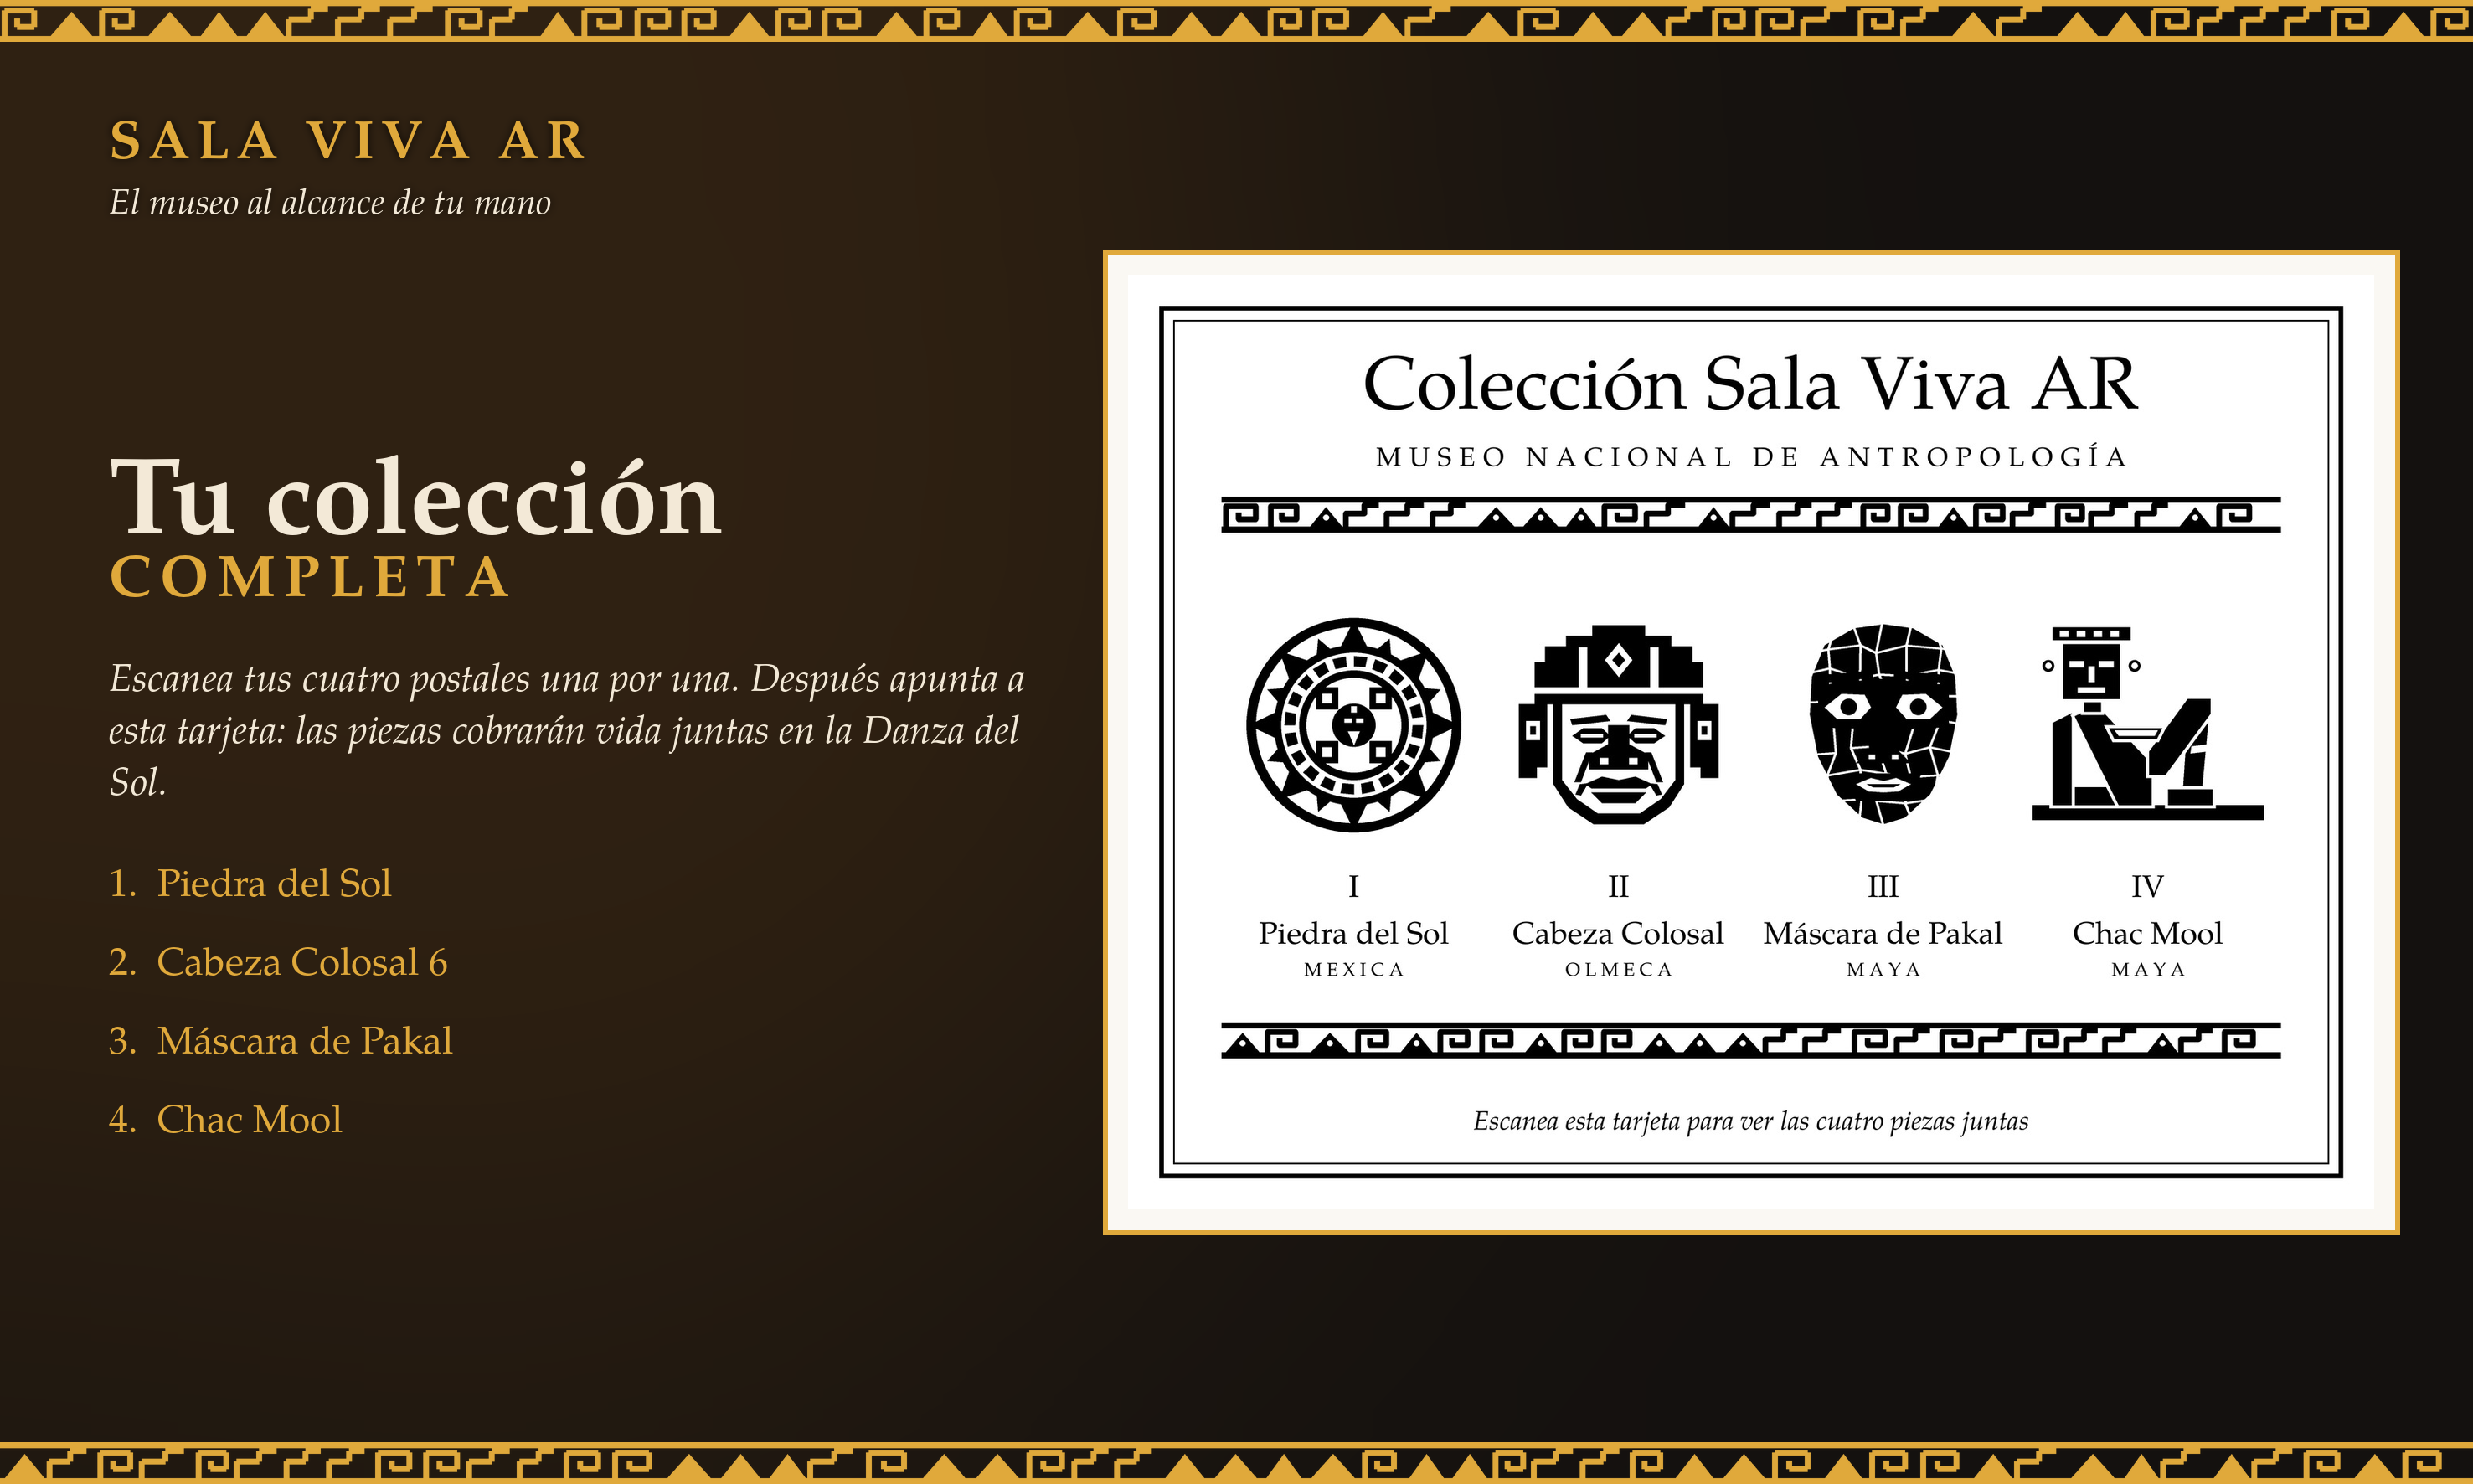 SALA VIVA AR
El museo al alcance de tu mano
Tu colección
COMPLETA
Escanea tus cuatro postales una por una. Después apunta a
esta tarjeta: las piezas cobrarán vida juntas en la Danza del
Sol.
1. Piedra del Sol
2. Cabeza Colosal 6
3. Máscara de Pakal
4. Chac Mool
Colección Sala Viva AR
MUSEO NACIONAL DE ANTROPOLOGÍA
I
Piedra del Sol
MEXICA
II
Cabeza Colosal
OLMECA
III
Máscara de Pakal
MAYA
IV
Chac Mool
MAYA
Escanea esta tarjeta para ver las cuatro piezas juntas